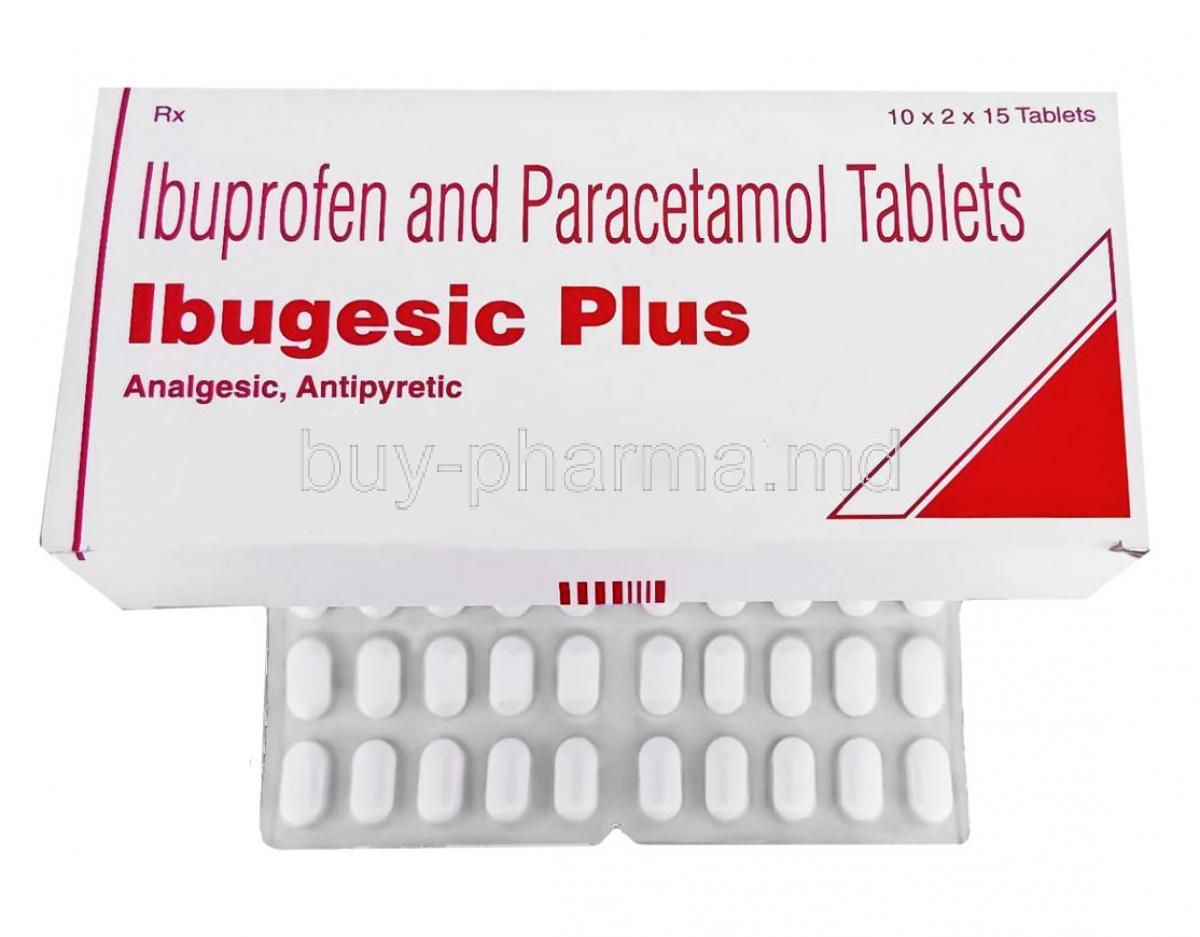 Rx
10 x 2 x 15 Tablets
Ibuprofen and Paracetamol Tablets
Ibugesic Plus
Analgesic, Antipyretic
buy-pharma.md